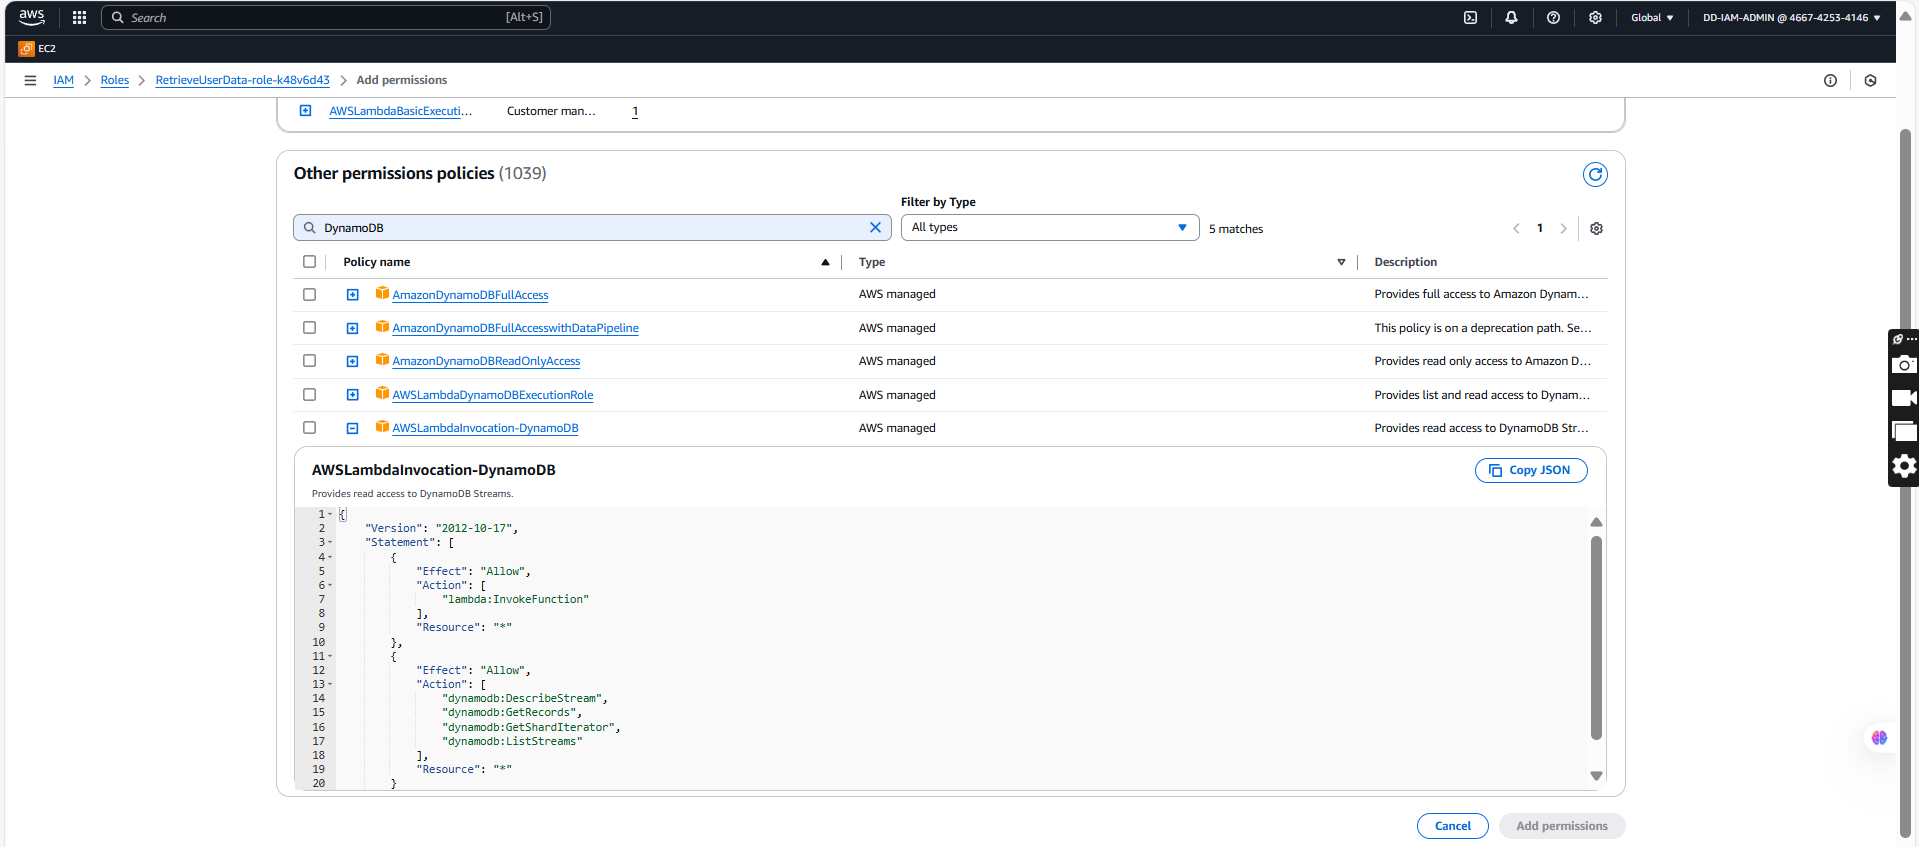 aws
Search [Alt+S]
Global
DD-IAM-ADMIN @ 4667-4253-4146
EC2
IAM > Roles > RetrieveUserData-role-k48v6d43 > Add permissions
AWSLambdaBasicExecuti... Customer man... 1
Other permissions policies (1039)
Filter by Type
DynamoDB All types 5 matches 1
Policy name Type Description
AmazonDynamoDBFullAccess AWS managed Provides full access to Amazon Dynam...
AmazonDynamoDBFullAccesswithDataPipeline AWS managed This policy is on a deprecation path. Se...
AmazonDynamoDBReadOnlyAccess AWS managed Provides read only access to Amazon D...
AWSLambdaDynamoDBExecutionRole AWS managed Provides list and read access to Dynam...
AWSLambdaInvocation-DynamoDB AWS managed Provides read access to DynamoDB Str...
AWSLambdaInvocation-DynamoDB Copy JSON
Provides read access to DynamoDB Streams.
1 {
2 "Version": "2012-10-17",
3 "Statement": [
4 {
5 "Effect": "Allow",
6 "Action": [
7 "lambda:InvokeFunction"
8 ],
9 "Resource": "*"
10 },
11 {
12 "Effect": "Allow",
13 "Action": [
14 "dynamodb:DescribeStream",
15 "dynamodb:GetRecords",
16 "dynamodb:GetShardIterator",
17 "dynamodb:ListStreams"
18 ],
19 "Resource": "*"
20 }
Cancel Add permissions